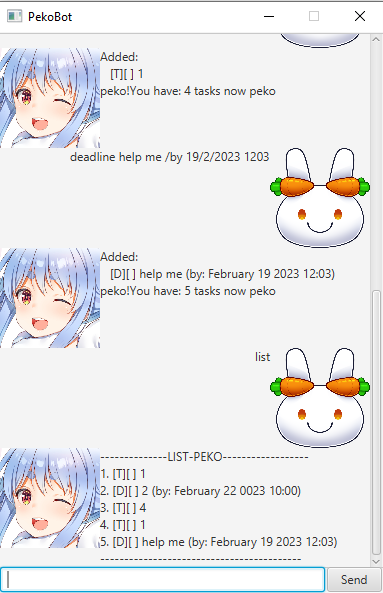 PekoBot
Added:
[T][ ] 1
peko!You have: 4 tasks now peko
deadline help me /by 19/2/2023 1203
Added:
[D][ ] help me (by: February 19 2023 12:03)
peko!You have: 5 tasks now peko
list
--------------LIST-PEKO------------------
1. [T][ ] 1
2. [D][ ] 2 (by: February 22 0023 10:00)
3. [T][ ] 4
4. [T][ ] 1
5. [D][ ] help me (by: February 19 2023 12:03)
------------------------------------------
Send